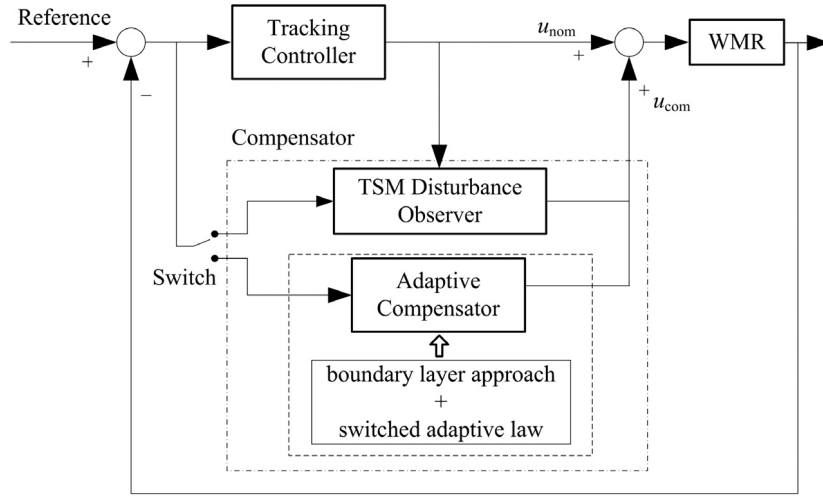 Reference
+
−
Tracking
Controller
u_nom
+
WMR
+
u_com
Compensator
TSM Disturbance
Observer
Switch
Adaptive
Compensator
boundary layer approach
+
switched adaptive law